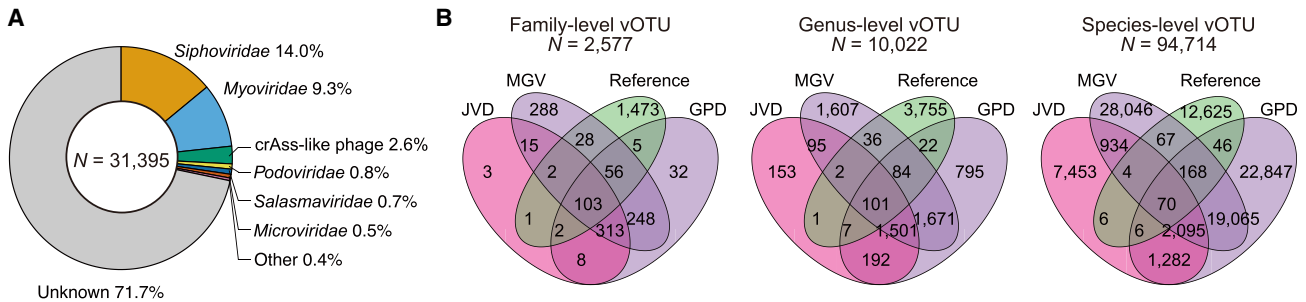 A
Siphoviridae 14.0%
Myoviridae 9.3%
crAss-like phage 2.6%
Podoviridae 0.8%
Salasmaviridae 0.7%
Microviridae 0.5%
Other 0.4%
Unknown 71.7%
N = 31,395
B
Family-level vOTU
N = 2,577
MGV Reference
JVD GPD
288 1,473
15 28 5
3 2 56 32
103
1 2 313 248
8
Genus-level vOTU
N = 10,022
MGV Reference
JVD GPD
1,607 3,755
95 36 22
153 2 84 795
101
1 7 1,501 1,671
192
Species-level vOTU
N = 94,714
MGV Reference
JVD GPD
28,046 12,625
934 67 46
7,453 4 168 22,847
70
6 6 2,095 19,065
1,282